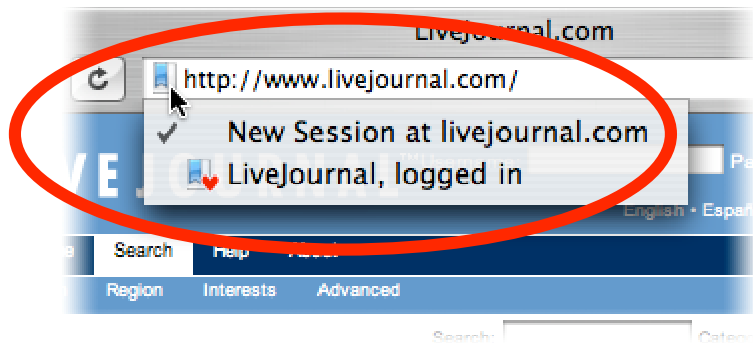 LiveJournal.com
http://www.livejournal.com/
New Session at livejournal.com
LiveJournal, logged in
English • Españ
Search Help About
Region Interests Advanced
Search: